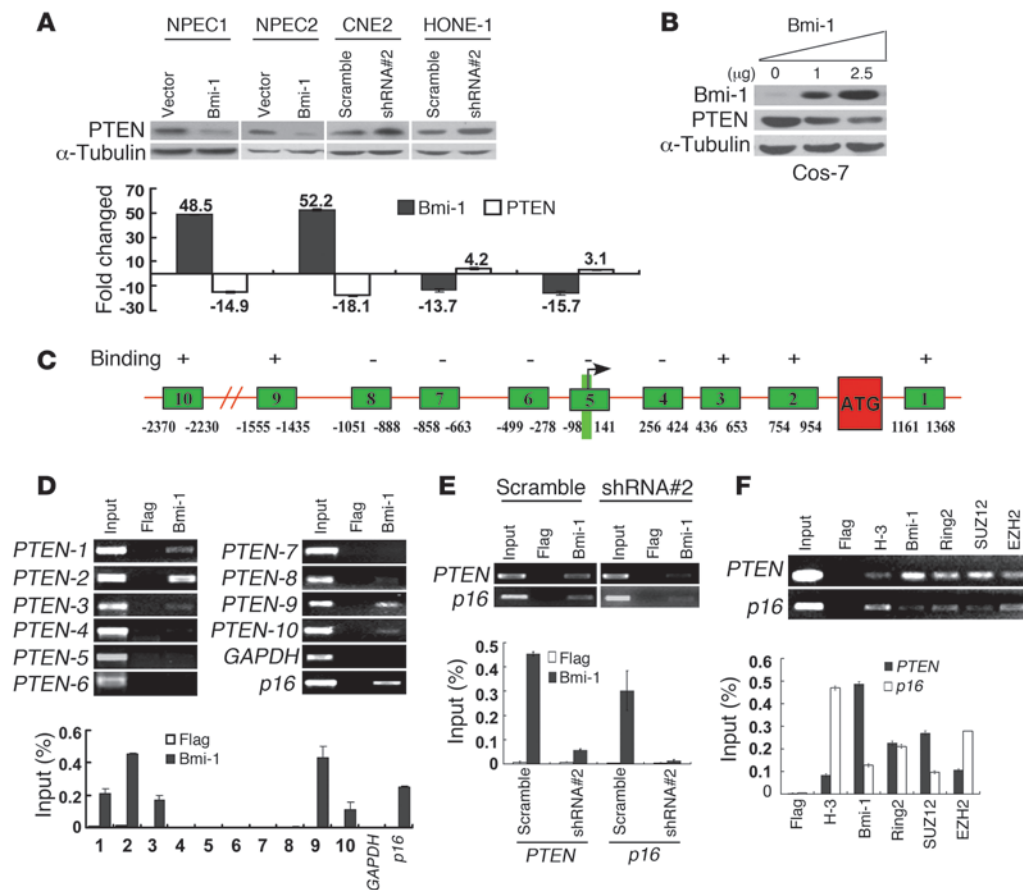 A
NPEC1 NPEC2 CNE2 HONE-1
Vector Bmi-1 Vector Bmi-1 Scramble shRNA#2 Scramble shRNA#2
PTEN
α-Tubulin
Fold changed
70
50
30
10
-10
-30
48.5 52.2
Bmi-1 PTEN
4.2 3.1
-14.9 -18.1 -13.7 -15.7
B
Bmi-1
(μg) 0 1 2.5
Bmi-1
PTEN
α-Tubulin
Cos-7
C
Binding + + - - - - - + + +
10 9 8 7 6 5 4 3 2 ATG 1
-2370 -2230 -1555 -1435 -1051 -888 -858 -663 -499 -278 -98 141 256 424 436 653 754 954 1161 1368
D
Input Flag Bmi-1
PTEN-1
PTEN-2
PTEN-3
PTEN-4
PTEN-5
PTEN-6
Input Flag Bmi-1
PTEN-7
PTEN-8
PTEN-9
PTEN-10
GAPDH
p16
Input (%)
0.6
0.4
0.2
0
Flag
Bmi-1
1 2 3 4 5 6 7 8 9 10 GAPDH p16
E
Scramble shRNA#2
Input Flag Bmi-1 Input Flag Bmi-1
PTEN
p16
Input (%)
0.5
0.4
0.3
0.2
0.1
0
Flag
Bmi-1
Scramble shRNA#2 Scramble shRNA#2
PTEN p16
F
Input Flag H-3 Bmi-1 Ring2 SUZ12 EZH2
PTEN
p16
Input (%)
0.6
0.5
0.4
0.3
0.2
0.1
0
PTEN
p16
Flag H-3 Bmi-1 Ring2 SUZ12 EZH2